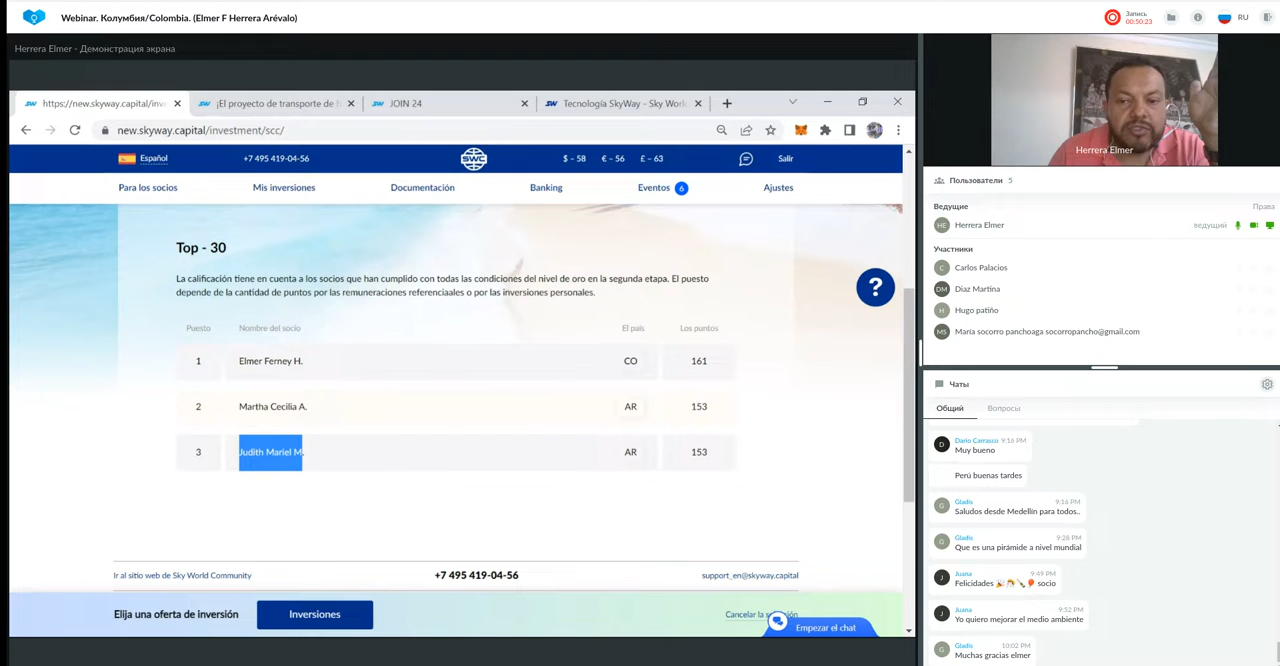 Webinar. Колумбия/Colombia. (Elmer F Herrera Arévalo)
Запись
00:50:23
RU
Herrera Elmer - Демонстрация экрана
https://new.skyway.capital/inve
¡El proyecto de transporte de N
JOIN 24
Tecnología SkyWay - Sky World
new.skyway.capital/investment/scc/
Español
+7 495 419-04-56
SWC
$ – 58
€ – 56
£ – 63
Salir
Para los socios
Mis inversiones
Documentación
Banking
Eventos 6
Ajustes
Top - 30
La calificación tiene en cuenta a los socios que han cumplido con todas las condiciones del nivel de oro en la segunda etapa. El puesto
depende de la cantidad de puntos por las remuneraciones referenciaales o por las inversiones personales.
?
Puesto Nombre del socio El país Los puntos
1 Elmer Ferney H. CO 161
2 Martha Cecilia A. AR 153
3 Judith Mariel M. AR 153
Ir al sitio web de Sky World Community
+7 495 419-04-56
support_en@skyway.capital
Elija una oferta de inversión
Inversiones
Cancelar la
Empezar el chat
Herrera Elmer
Пользователи 5
Ведущие
Права
HE Herrera Elmer ведущий
Участники
C Carlos Palacios
DM Diaz Martina
H Hugo patiño
MS María socorro panchoaga socorropancho@gmail.com
Чаты
Общий
Вопросы
D Dario Carrasco 9:16 PM
Muy bueno
Perú buenas tardes
G Gladis 9:16 PM
Saludos desde Medellín para todos..
G Gladis 9:28 PM
Que es una pirámide a nivel mundial
J Juana 9:49 PM
Felicidades 🎉🎊🍾🎈 socio
J Juana 9:52 PM
Yo quiero mejorar el medio ambiente
G Gladis 10:02 PM
Muchas gracias elmer